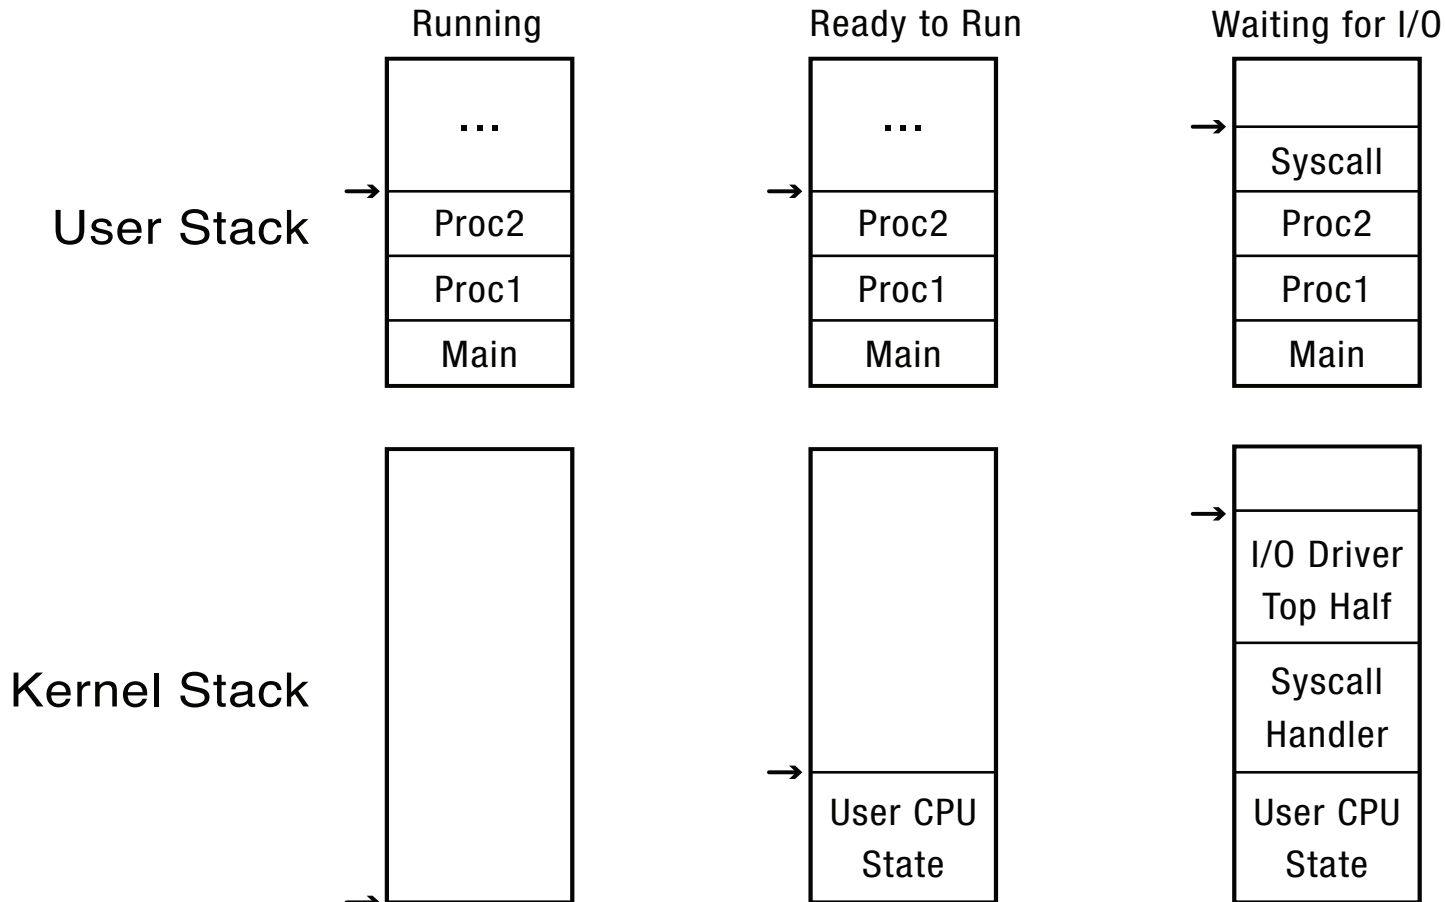 Running
Ready to Run
Waiting for I/O
User Stack
...
Proc2
Proc1
Main
...
Proc2
Proc1
Main
Syscall
Proc2
Proc1
Main
Kernel Stack
User CPU
State
I/O Driver
Top Half
Syscall
Handler
User CPU
State